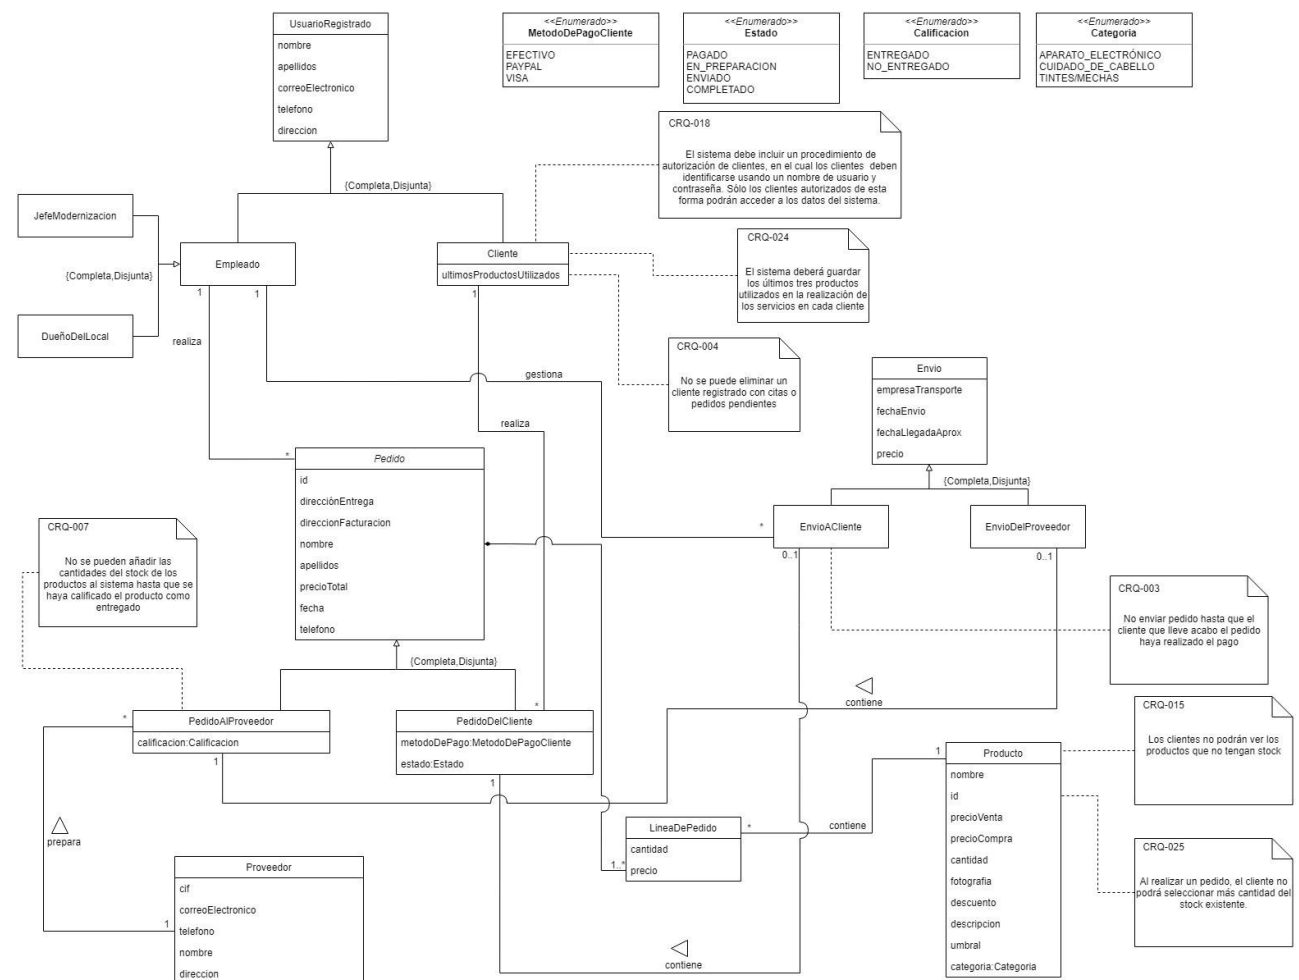 UsuarioRegistrado
nombre
apellidos
correoElectronico
telefono
direccion
<<Enumerado>>
MetodoDePagoCliente
EFECTIVO
PAYPAL
VISA
<<Enumerado>>
Estado
PAGADO
EN_PREPARACION
ENVIADO
COMPLETADO
<<Enumerado>>
Calificacion
ENTREGADO
NO_ENTREGADO
<<Enumerado>>
Categoria
APARATO_ELECTRÓNICO
CUIDADO_DE_CABELLO
TINTES/MECHAS
CRQ-018
El sistema debe incluir un procedimiento de
autorización de clientes, en el cual los clientes deben
identificarse usando un nombre de usuario y
contraseña. Sólo los clientes autorizados de esta
forma podrán acceder a los datos del sistema.
{Completa,Disjunta}
JefeModernizacion
{Completa,Disjunta}
DueñoDelLocal
Empleado
1
1
Cliente
ultimosProductosUtilizados
1
CRQ-024
El sistema deberá guardar
los últimos tres productos
utilizados en la realización de
los servicios en cada cliente
realiza
gestiona
CRQ-004
No se puede eliminar un
cliente registrado con citas o
pedidos pendientes
realiza
Envio
empresaTransporte
fechaEnvio
fechaLlegadaAprox
precio
{Completa,Disjunta}
*
Pedido
id
direcciónEntrega
direccionFacturacion
nombre
apellidos
precioTotal
fecha
telefono
*
EnvioACliente
0..1
EnvioDelProveedor
0..1
CRQ-007
No se pueden añadir las
cantidades del stock de los
productos al sistema hasta que se
haya calificado el producto como
entregado
CRQ-003
No enviar pedido hasta que el
cliente que lleve acabo el pedido
haya realizado el pago
{Completa,Disjunta}
contiene
*
PedidoAlProveedor
calificacion:Calificacion
1
*
PedidoDelCliente
metodoDePago:MetodoDePagoCliente
estado:Estado
1
CRQ-015
Los clientes no podrán ver los
productos que no tengan stock
1
Producto
nombre
id
precioVenta
precioCompra
cantidad
fotografia
descuento
descripcion
umbral
categoria:Categoria
prepara
LineaDePedido
cantidad
precio
*
1..*
contiene
CRQ-025
Al realizar un pedido, el cliente no
podrá seleccionar más cantidad del
stock existente.
Proveedor
cif
correoElectronico
telefono
nombre
direccion
1
contiene